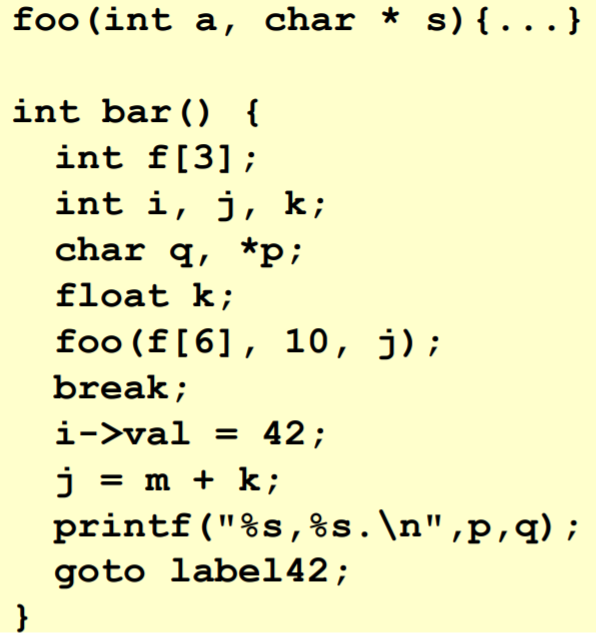 foo(int a, char * s){...}
int bar() {
int f[3];
int i, j, k;
char q, *p;
float k;
foo(f[6], 10, j);
break;
i->val = 42;
j = m + k;
printf("%s,%s.\n",p,q);
goto label42;
}